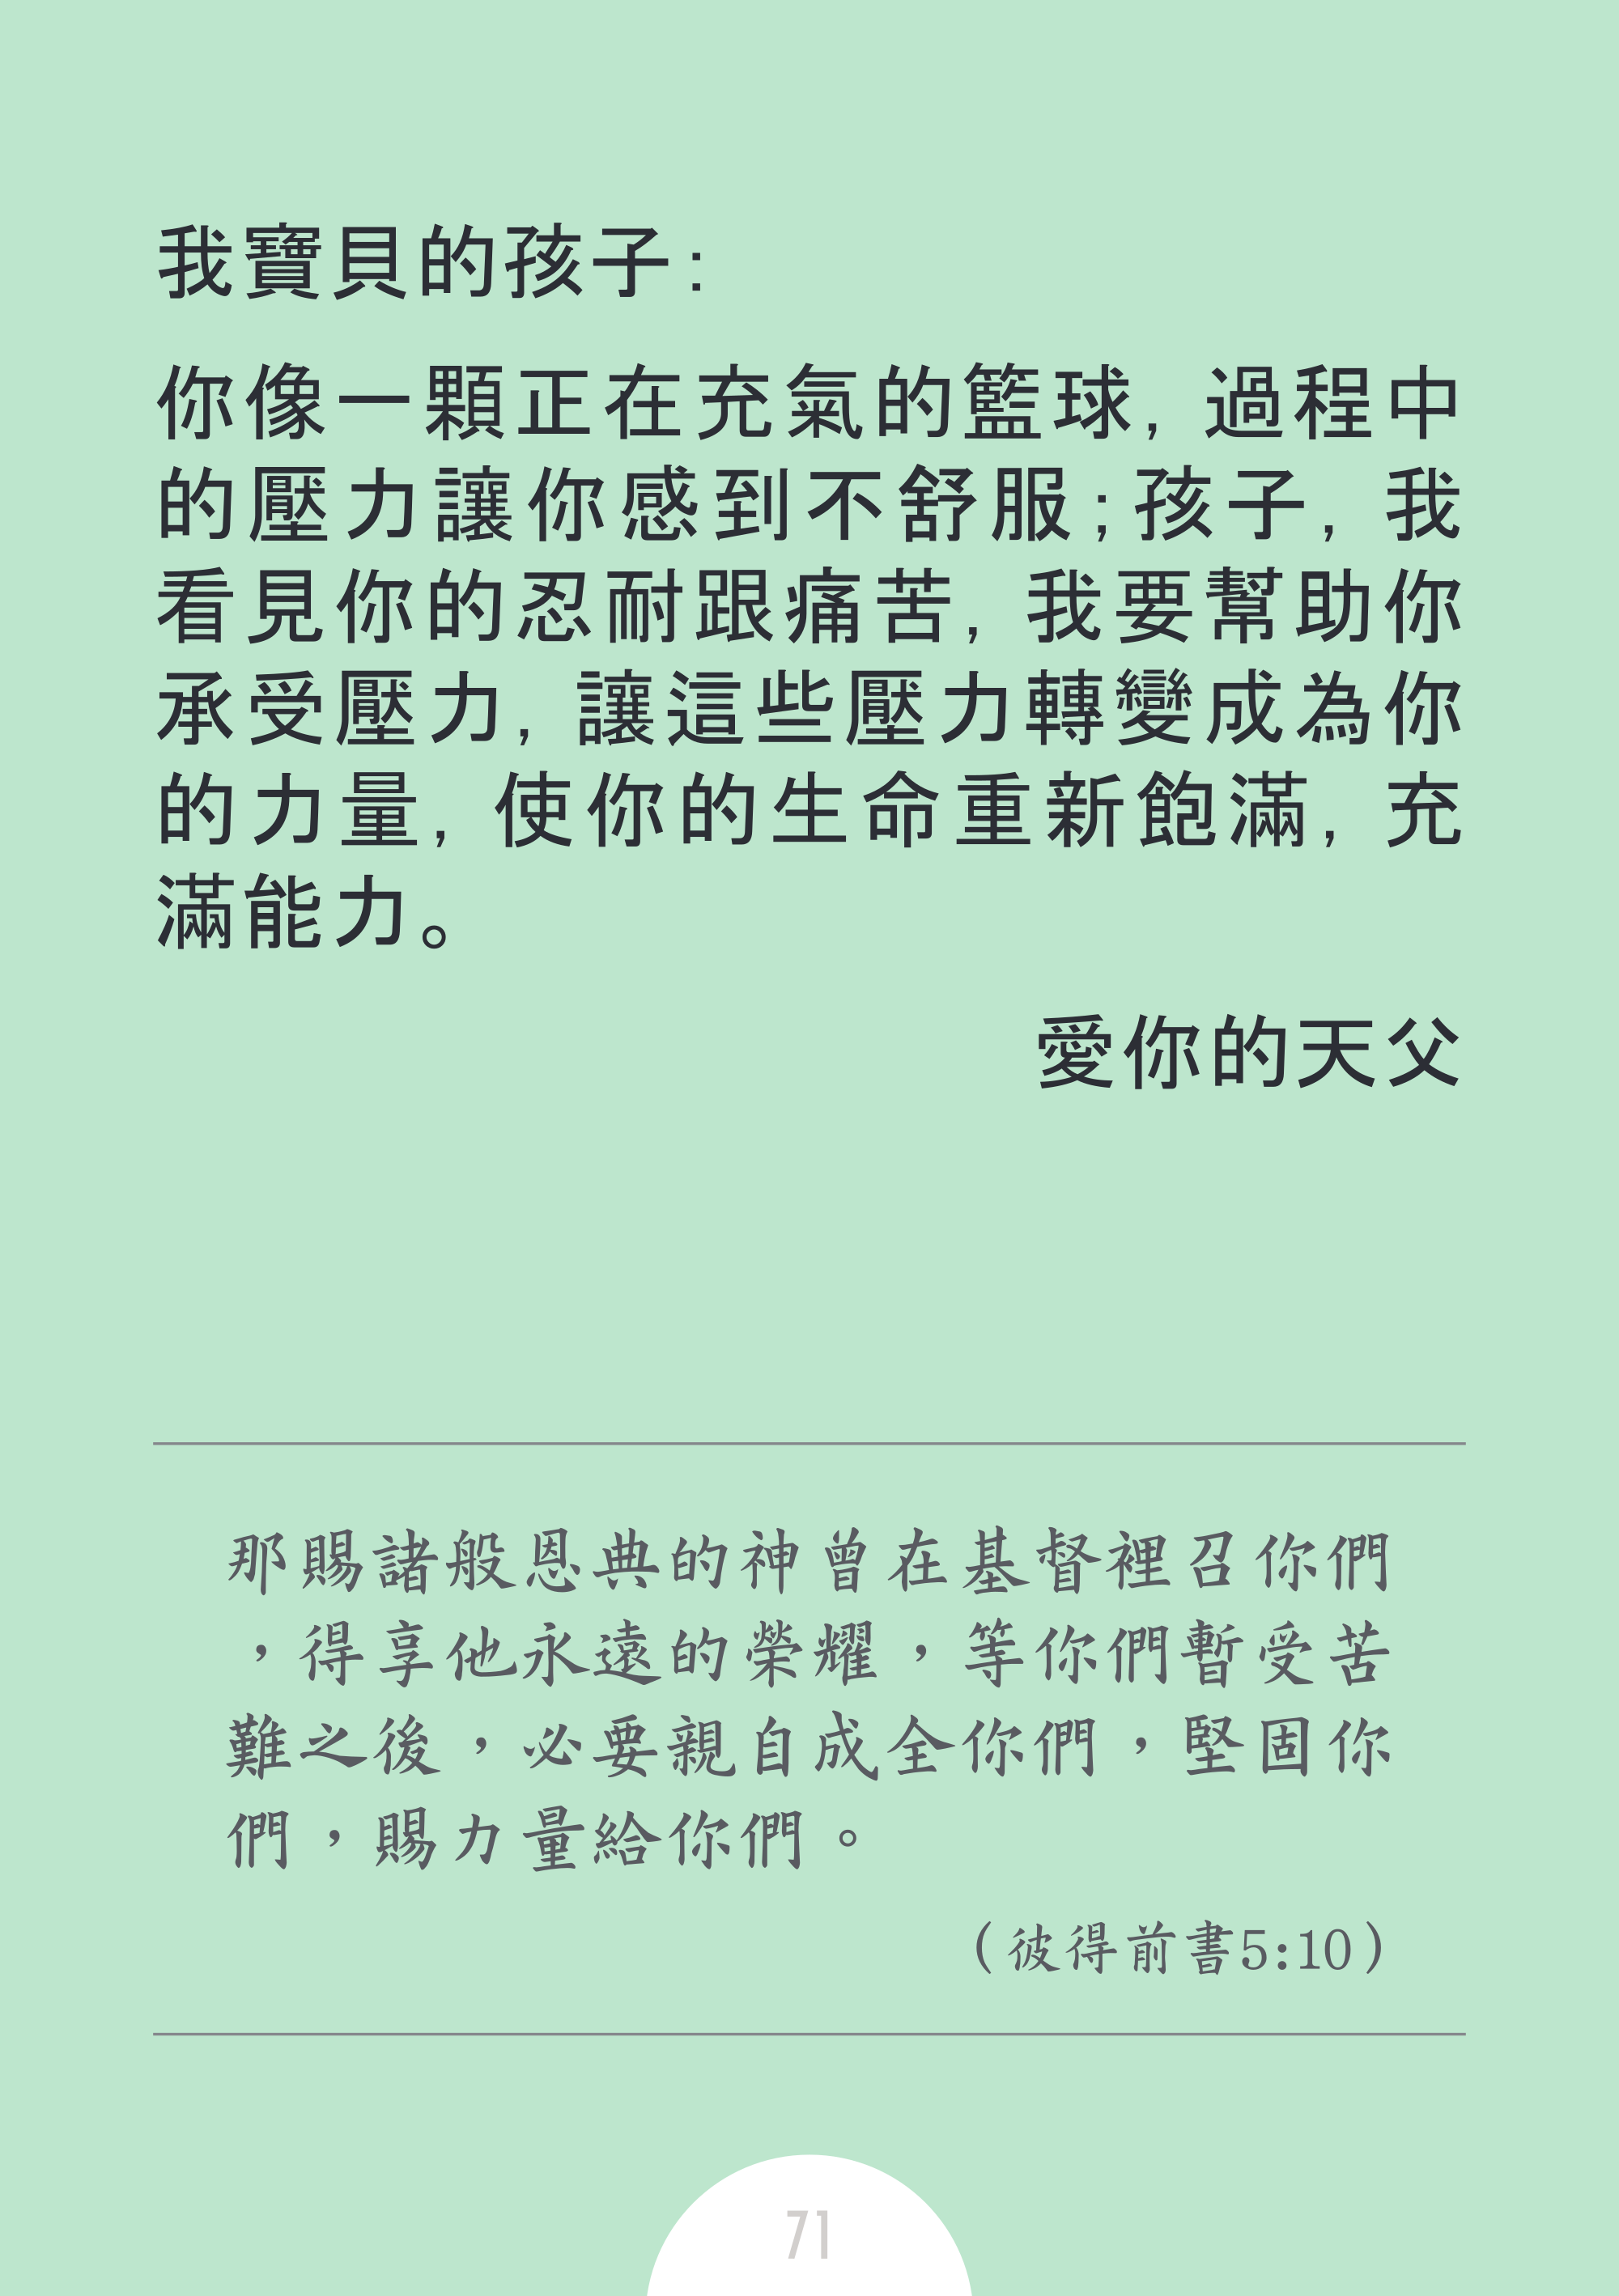 我寶貝的孩子：
你像一顆正在充氣的籃球，過程中
的壓力讓你感到不舒服；孩子，我
看見你的忍耐跟痛苦，我要幫助你
承受壓力，讓這些壓力轉變成為你
的力量，使你的生命重新飽滿，充
滿能力。
愛你的天父
那賜諸般恩典的神曾在基督裡召你們
，得享他永遠的榮耀，等你們暫受苦
難之後，必要親自成全你們，堅固你
們，賜力量給你們。
（彼得前書5:10）
71